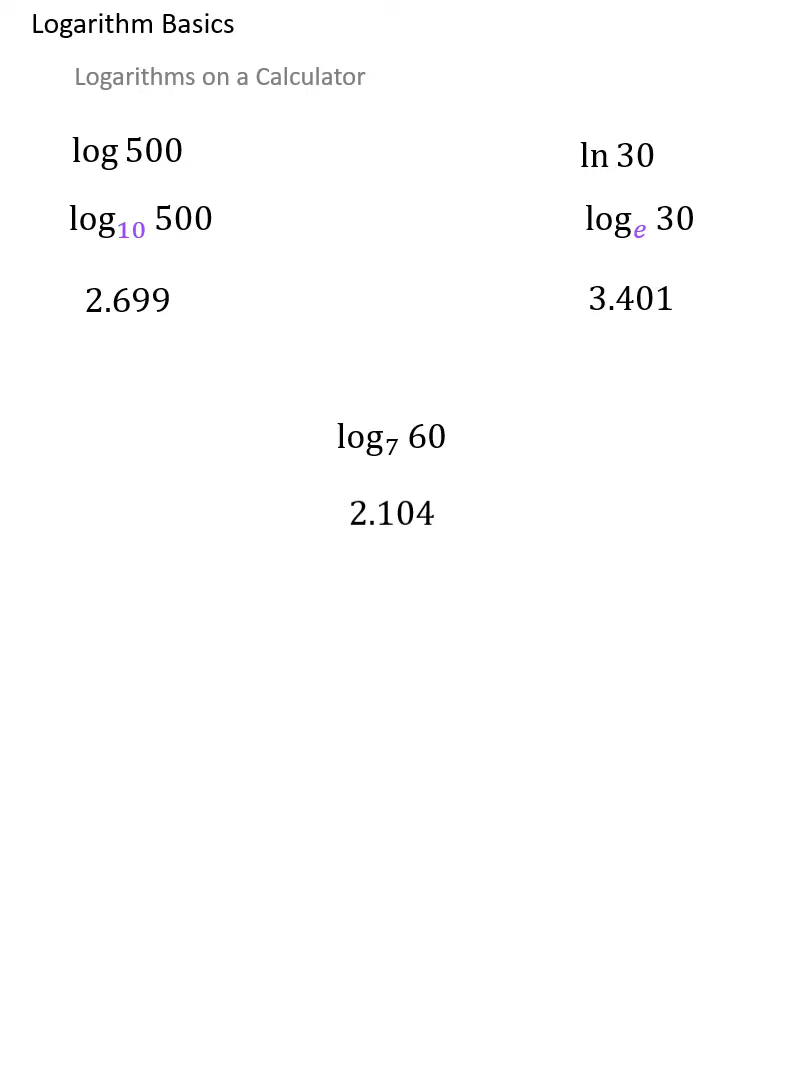 Logarithm Basics
Logarithms on a Calculator
log 500
ln 30
log₁₀ 500
logₑ 30
2.699
3.401
log₇ 60
2.104